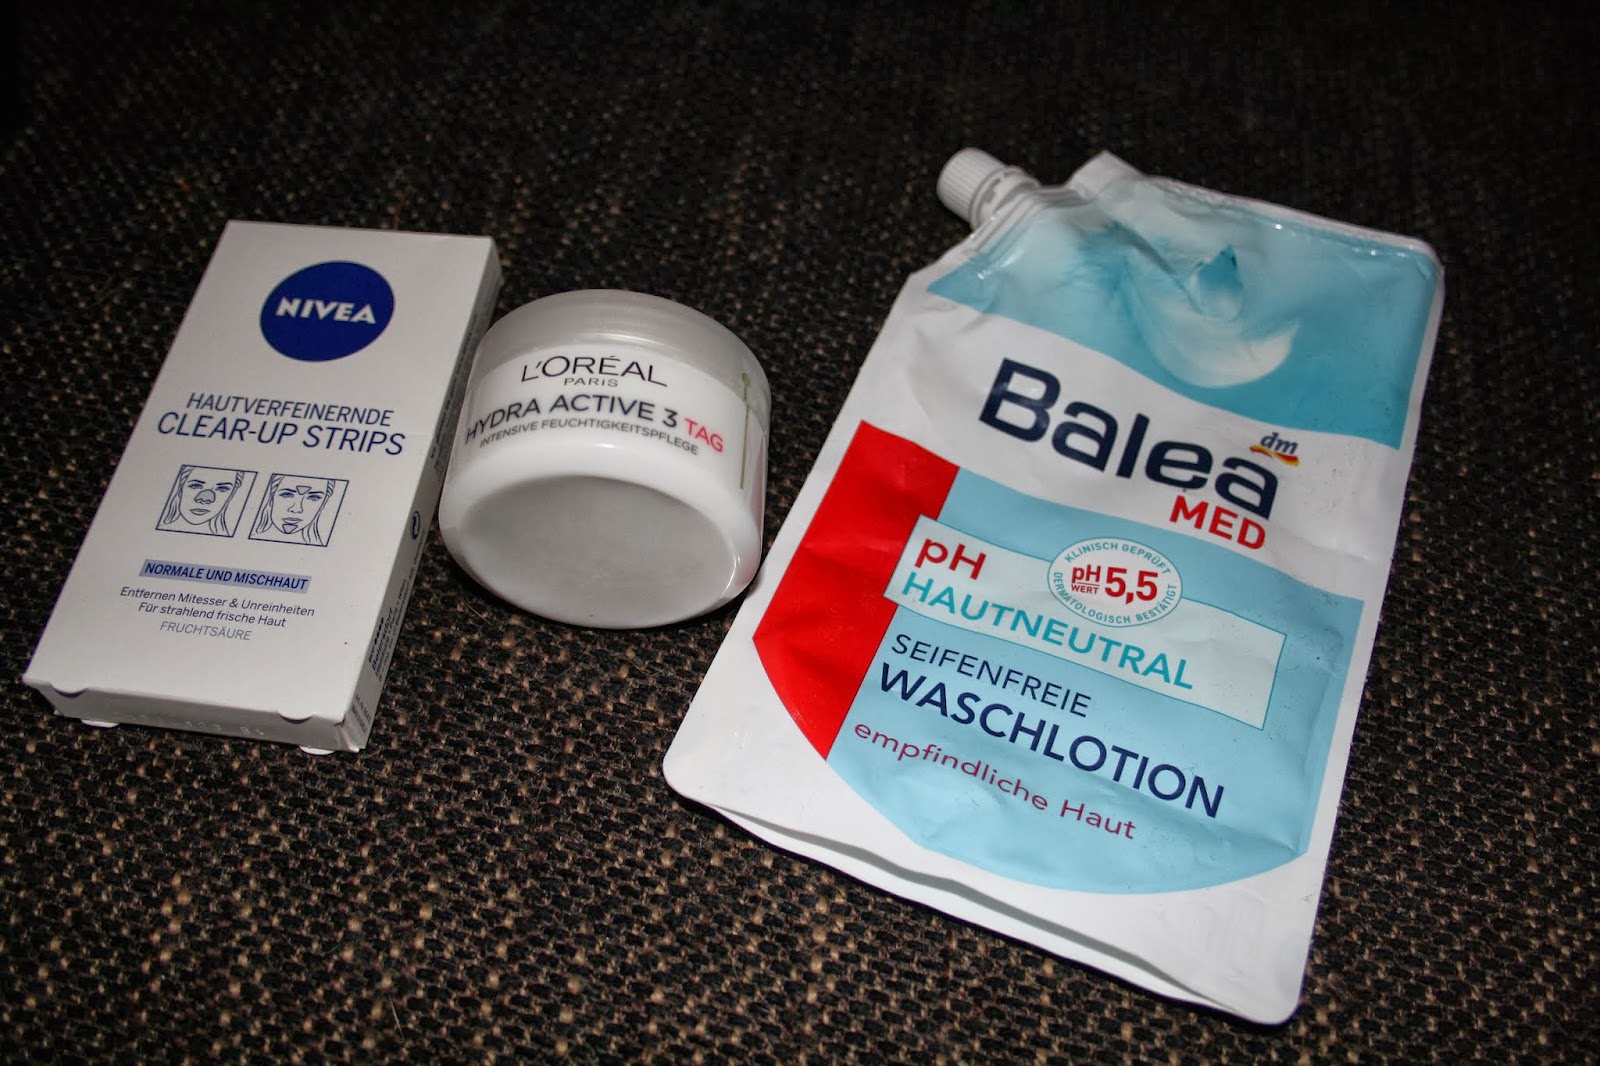 NIVEA
HAUTVERFEINERNDE
CLEAR-UP STRIPS
NORMALE UND MISCHHAUT
Entfernen Mitesser & Unreinheiten
Für strahlend frische Haut
FRUCHTSÄURE
L'ORÉAL
PARIS
HYDRA ACTIVE 3 TAG
INTENSIVE FEUCHTIGKEITSPFLEGE
Balea
dm
MED
pH
HAUTNEUTRAL
KLINISCH GEPRÜFT
pH
WERT 5,5
DERMATOLOGISCH BESTÄTIGT
SEIFENFREIE
WASCHLOTION
empfindliche Haut